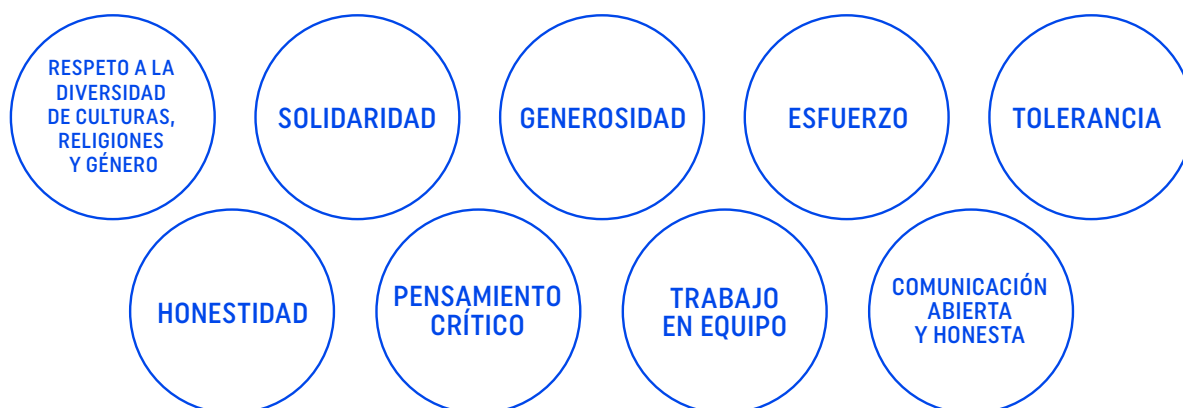 RESPETO A LA
DIVERSIDAD
DE CULTURAS,
RELIGIONES
Y GÉNERO
SOLIDARIDAD
GENEROSIDAD
ESFUERZO
TOLERANCIA
HONESTIDAD
PENSAMIENTO
CRÍTICO
TRABAJO
EN EQUIPO
COMUNICACIÓN
ABIERTA
Y HONESTA